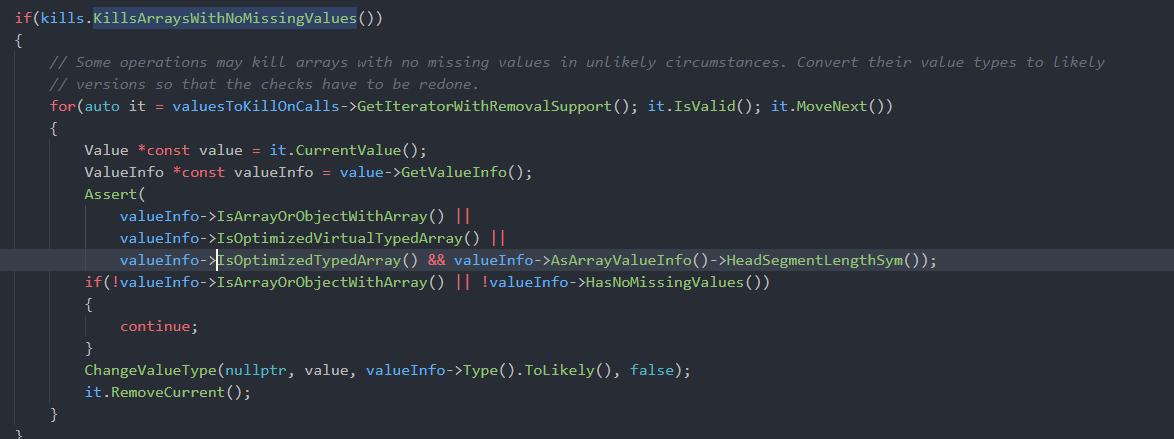 if(kills.KillsArraysWithNoMissingValues())
{
    // Some operations may kill arrays with no missing values in unlikely circumstances. Convert their value types to likely
    // versions so that the checks have to be redone.
    for(auto it = valuesToKillOnCalls->GetIteratorWithRemovalSupport(); it.IsValid(); it.MoveNext())
    {
        Value *const value = it.CurrentValue();
        ValueInfo *const valueInfo = value->GetValueInfo();
        Assert(
            valueInfo->IsArrayOrObjectWithArray() ||
            valueInfo->IsOptimizedVirtualTypedArray() ||
            valueInfo->IsOptimizedTypedArray() && valueInfo->AsArrayValueInfo()->HeadSegmentLengthSym());
        if(!valueInfo->IsArrayOrObjectWithArray() || !valueInfo->HasNoMissingValues())
        {
            continue;
        }
        ChangeValueType(nullptr, value, valueInfo->Type().ToLikely(), false);
        it.RemoveCurrent();
    }
}